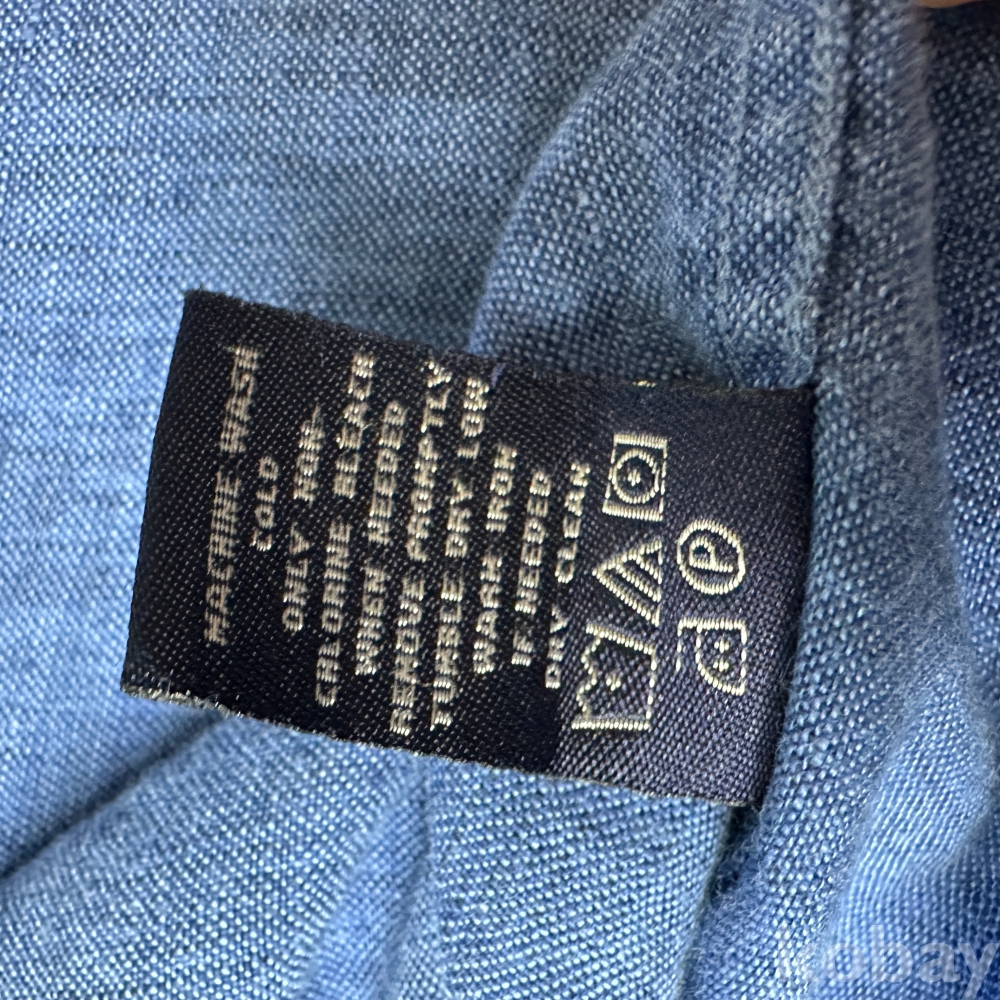 MACHINE WASH
COLD
ONLY NON-
CHLORINE BLEACH
WHEN NEEDED
REMOVE PROMPTLY
TUMBLE DRY LOW
WARM IRON
IF NEEDED
DRY CLEAN
P
kubay